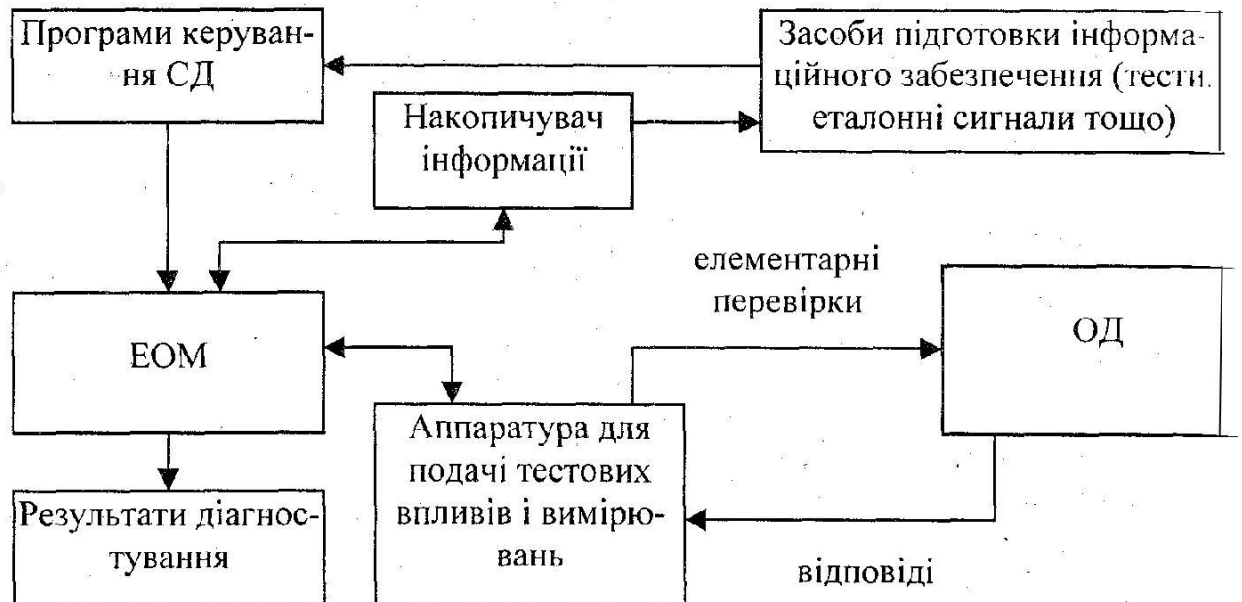 Програми керуван-
ня СД
Засоби підготовки інформа-
ційного забезпечення (тести,
еталонні сигнали тощо)
Накопичувач
інформації
елементарні
перевірки
ЕОМ
ОД
Аппаратура для
подачі тестових
впливів і вимірю-
вань
Результати діагнос-
тування
відповіді